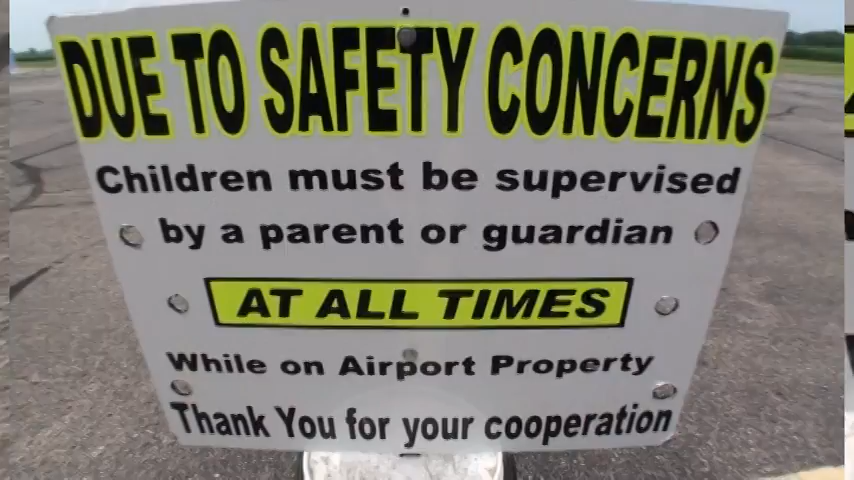 DUE TO SAFETY CONCERNS
Children must be supervised
by a parent or guardian
AT ALL TIMES
While on Airport Property
Thank You for your cooperation